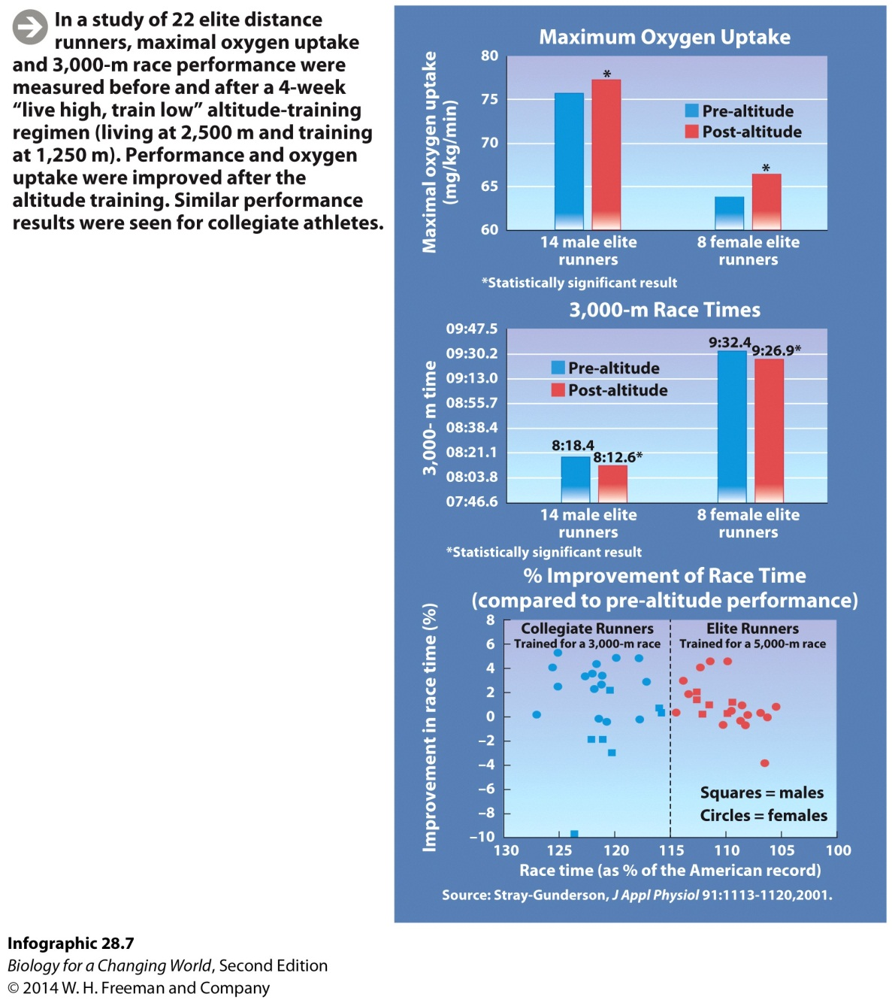 In a study of 22 elite distance
runners, maximal oxygen uptake
and 3,000-m race performance were
measured before and after a 4-week
“live high, train low” altitude-training
regimen (living at 2,500 m and training
at 1,250 m). Performance and oxygen
uptake were improved after the
altitude training. Similar performance
results were seen for collegiate athletes.
Maximum Oxygen Uptake
Maximal oxygen uptake
(mg/kg/min)
80
75
70
65
60
*
*
Pre-altitude
Post-altitude
14 male elite
runners
8 female elite
runners
*Statistically significant result
3,000-m Race Times
3,000- m time
09:47.5
09:30.2
09:13.0
08:55.7
08:38.4
08:21.1
08:03.8
07:46.6
Pre-altitude
Post-altitude
8:18.4
8:12.6*
9:32.4
9:26.9*
14 male elite
runners
8 female elite
runners
*Statistically significant result
% Improvement of Race Time
(compared to pre-altitude performance)
Improvement in race time (%)
8
6
4
2
0
–2
–4
–6
–8
–10
Collegiate Runners
Trained for a 3,000-m race
Elite Runners
Trained for a 5,000-m race
Squares = males
Circles = females
130 125 120 115 110 105 100
Race time (as % of the American record)
Source: Stray-Gunderson, J Appl Physiol 91:1113-1120,2001.
Infographic 28.7
Biology for a Changing World, Second Edition
© 2014 W. H. Freeman and Company